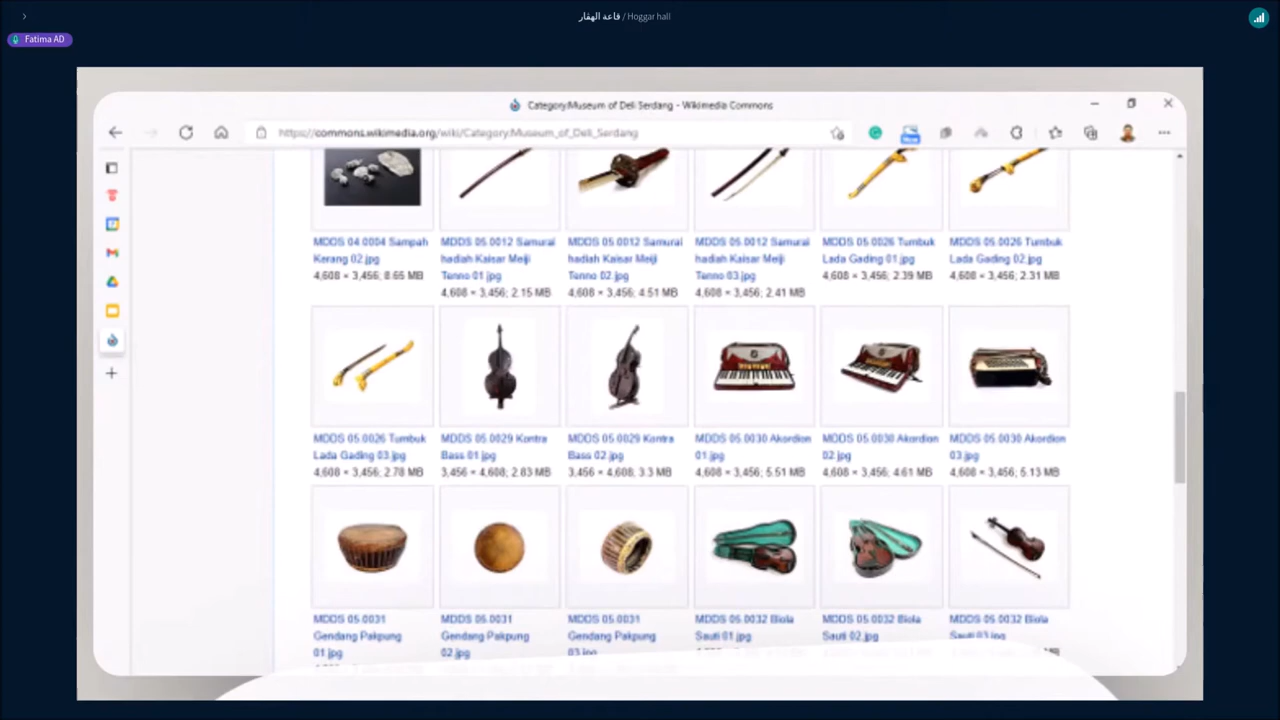 قاعة الهڨار / Hoggar hall
Fatima AD
Category:Museum of Deli Serdang - Wikimedia Commons
https://commons.wikimedia.org/wiki/Category:Museum_of_Deli_Serdang
MDDS 04.0004 Sampah Kerang 02.jpg
4,608 × 3,456; 8.65 MB
MDDS 05.0012 Samurai hadiah Kaisar Meiji Tenno 01.jpg
4,608 × 3,456; 2.15 MB
MDDS 05.0012 Samurai hadiah Kaisar Meiji Tenno 02.jpg
4,608 × 3,456; 4.51 MB
MDDS 05.0012 Samurai hadiah Kaisar Meiji Tenno 03.jpg
4,608 × 3,456; 2.41 MB
MDDS 05.0026 Tumbuk Lada Gading 01.jpg
4,608 × 3,456; 2.39 MB
MDDS 05.0026 Tumbuk Lada Gading 02.jpg
4,608 × 3,456; 2.31 MB
MDDS 05.0026 Tumbuk Lada Gading 03.jpg
4,608 × 3,456; 2.78 MB
MDDS 05.0029 Kontra Bass 01.jpg
3,456 × 4,608; 2.83 MB
MDDS 05.0029 Kontra Bass 02.jpg
3,456 × 4,608; 3.3 MB
MDDS 05.0030 Akordion 01.jpg
4,608 × 3,456; 5.51 MB
MDDS 05.0030 Akordion 02.jpg
4,608 × 3,456; 4.61 MB
MDDS 05.0030 Akordion 03.jpg
4,608 × 3,456; 5.13 MB
MDDS 05.0031 Gendang Pakpung 01.jpg
MDDS 05.0031 Gendang Pakpung 02.jpg
MDDS 05.0031 Gendang Pakpung 03.jpg
MDDS 05.0032 Biola Sauti 01.jpg
MDDS 05.0032 Biola Sauti 02.jpg
MDDS 05.0032 Biola Sauti 03.jpg